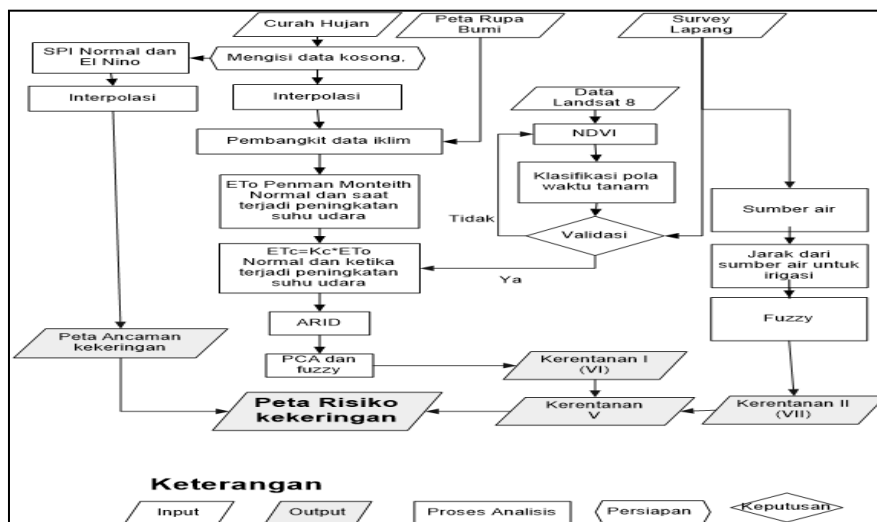 Curah Hujan
Peta Rupa
Bumi
Survey
Lapang
SPI Normal dan
El Nino
Mengisi data kosong,
Interpolasi
Interpolasi
Data
Landsat 8
Pembangkit data iklim
NDVI
ETo Penman Monteith
Normal dan saat
terjadi peningkatan
suhu udara
Klasifikasi pola
waktu tanam
Tidak
Validasi
Ya
Sumber air
ETc=Kc*ETo
Normal dan ketika
terjadi peningkatan
suhu udara
Jarak dari
sumber air untuk
irigasi
ARID
Fuzzy
Peta Ancaman
kekeringan
PCA dan
fuzzy
Kerentanan I
(VI)
Peta Risiko
kekeringan
Kerentanan
V
Kerentanan II
(VII)
Keterangan
Input
Output
Proses Analisis
Persiapan
Keputusan